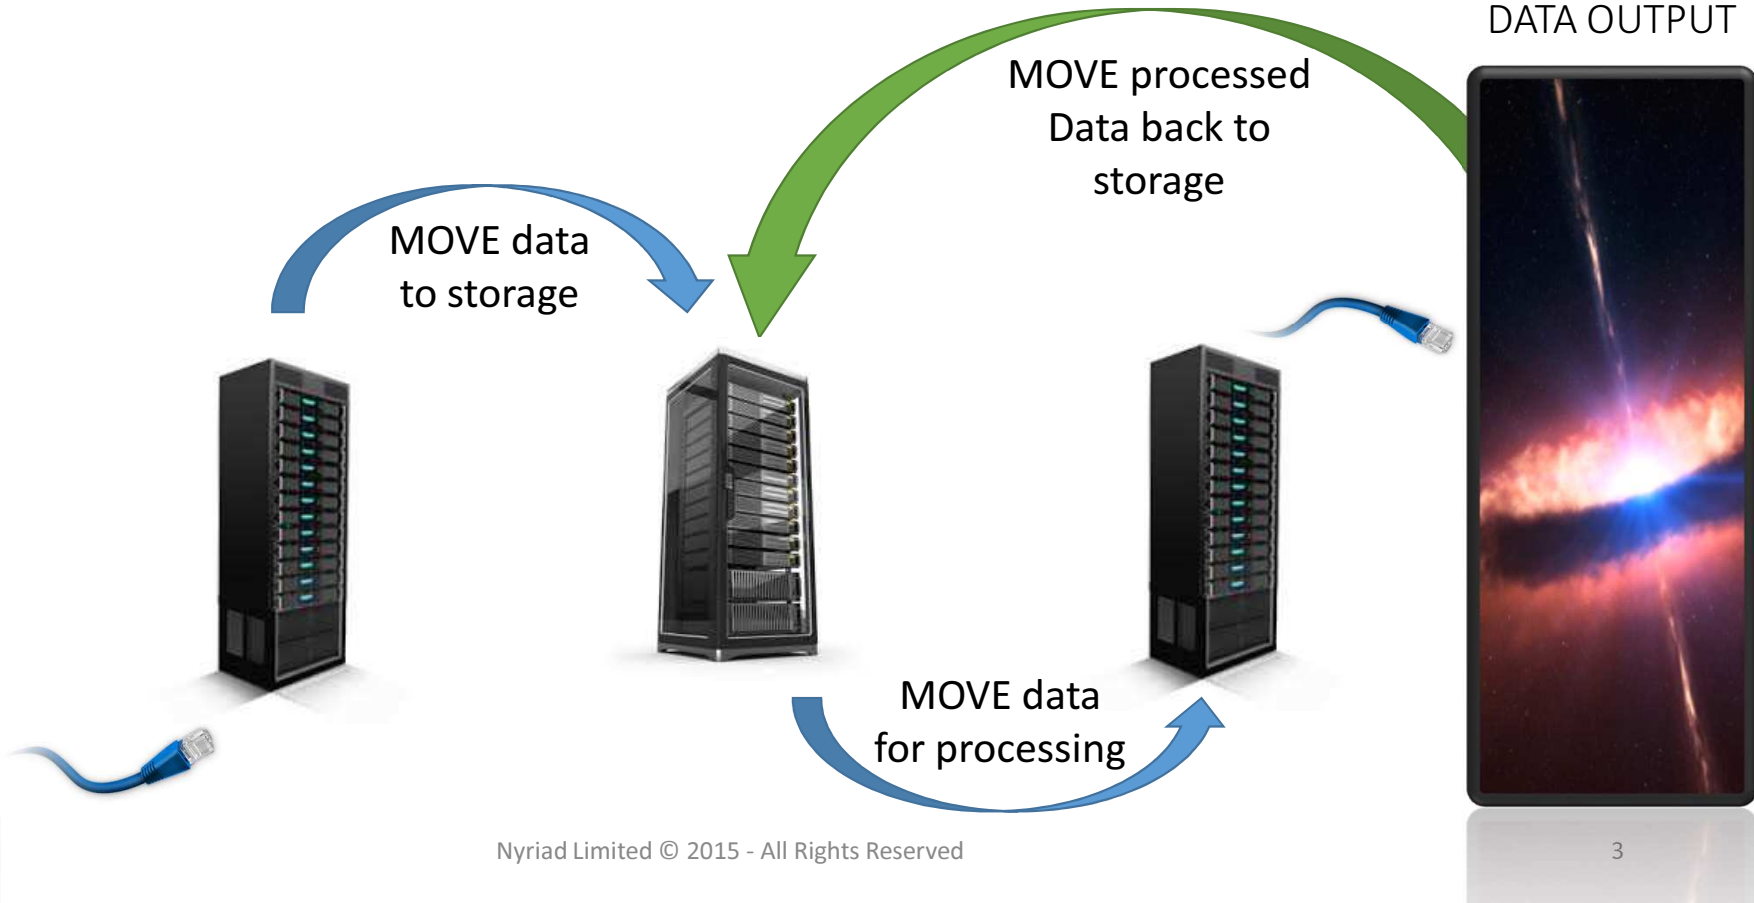 DATA OUTPUT
MOVE processed
Data back to
storage
MOVE data
to storage
MOVE data
for processing
Nyriad Limited © 2015 - All Rights Reserved
3